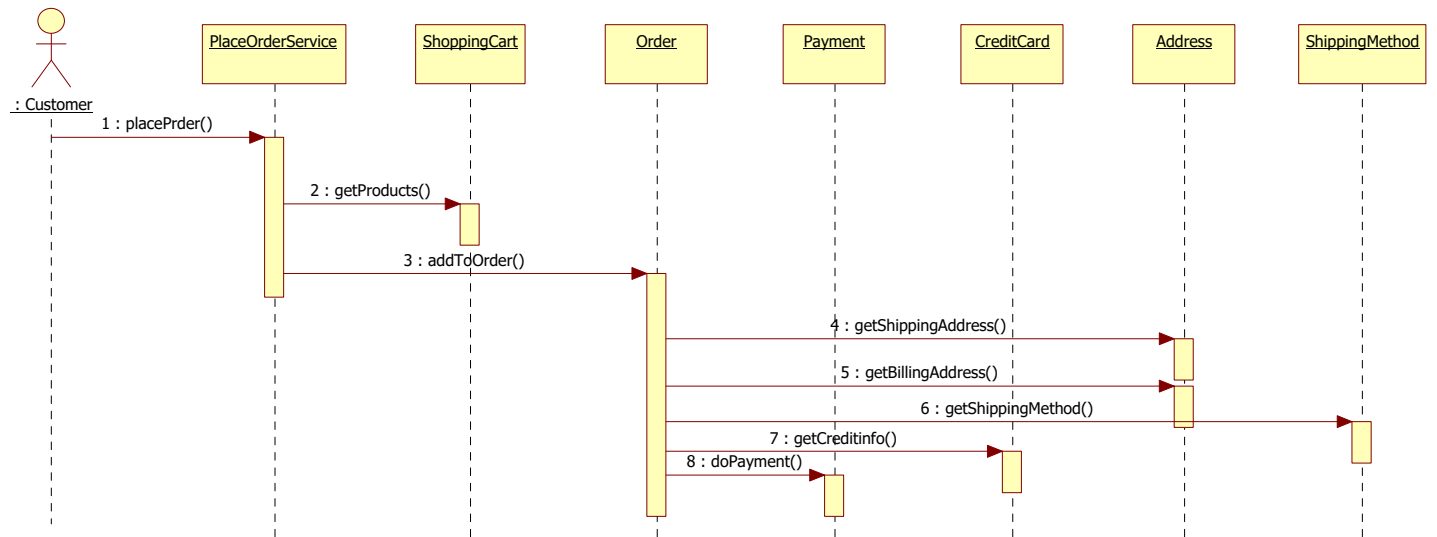 PlaceOrderService
ShoppingCart
Order
Payment
CreditCard
Address
ShippingMethod
: Customer
1 : placePrder()
2 : getProducts()
3 : addToOrder()
4 : getShippingAddress()
5 : getBillingAddress()
6 : getShippingMethod()
7 : getCreditinfo()
8 : doPayment()